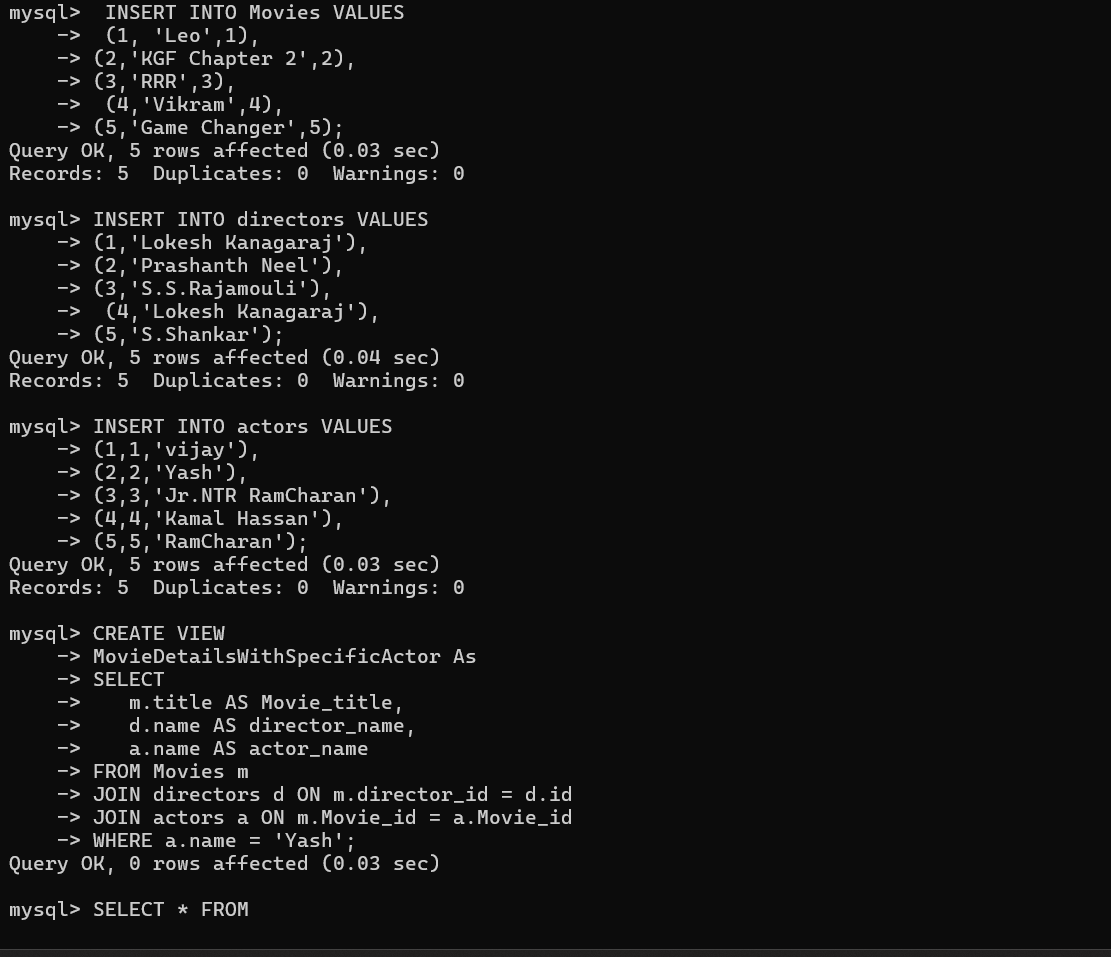 mysql>  INSERT INTO Movies VALUES
    ->  (1, 'Leo',1),
    -> (2,'KGF Chapter 2',2),
    -> (3,'RRR',3),
    ->  (4,'Vikram',4),
    -> (5,'Game Changer',5);
Query OK, 5 rows affected (0.03 sec)
Records: 5  Duplicates: 0  Warnings: 0

mysql> INSERT INTO directors VALUES
    -> (1,'Lokesh Kanagaraj'),
    -> (2,'Prashanth Neel'),
    -> (3,'S.S.Rajamouli'),
    ->  (4,'Lokesh Kanagaraj'),
    -> (5,'S.Shankar');
Query OK, 5 rows affected (0.04 sec)
Records: 5  Duplicates: 0  Warnings: 0

mysql> INSERT INTO actors VALUES
    -> (1,1,'vijay'),
    -> (2,2,'Yash'),
    -> (3,3,'Jr.NTR RamCharan'),
    -> (4,4,'Kamal Hassan'),
    -> (5,5,'RamCharan');
Query OK, 5 rows affected (0.03 sec)
Records: 5  Duplicates: 0  Warnings: 0

mysql> CREATE VIEW
    -> MovieDetailsWithSpecificActor As
    -> SELECT
    ->    m.title AS Movie_title,
    ->    d.name AS director_name,
    ->    a.name AS actor_name
    -> FROM Movies m
    -> JOIN directors d ON m.director_id = d.id
    -> JOIN actors a ON m.Movie_id = a.Movie_id
    -> WHERE a.name = 'Yash';
Query OK, 0 rows affected (0.03 sec)

mysql> SELECT * FROM